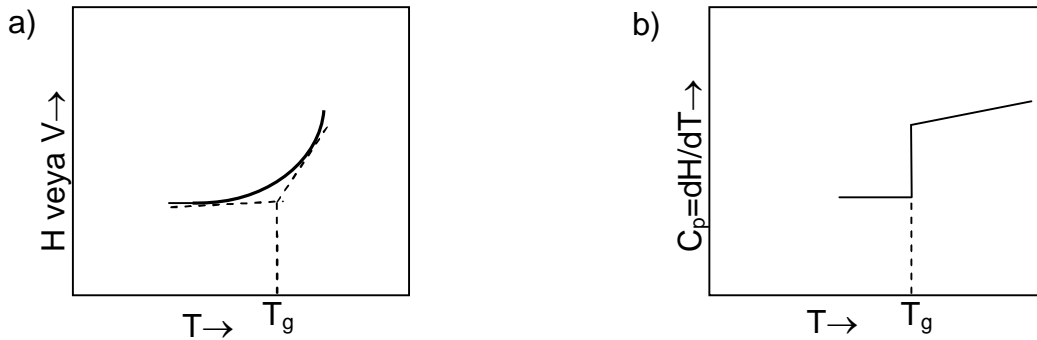 a)
H veya V→
T→
Tg
b)
Cp=dH/dT→
T→
Tg